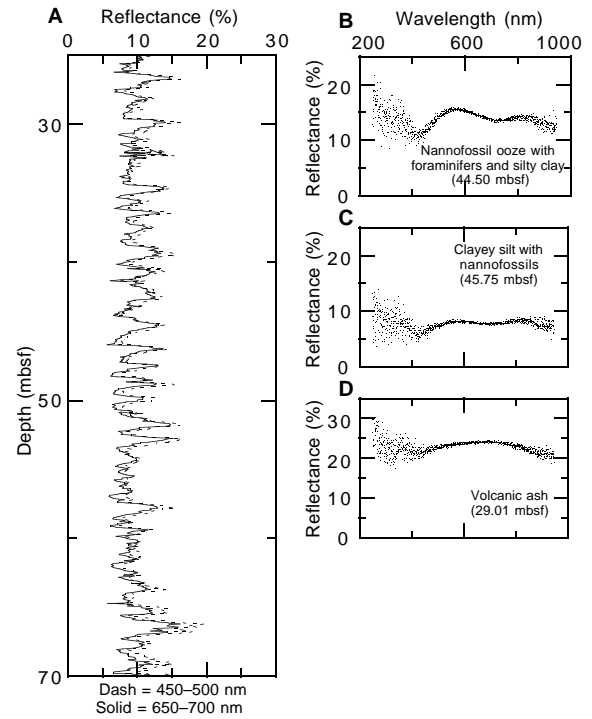 A
Reflectance (%)
0 10 20 30
30
50
70
Depth (mbsf)
Dash = 450–500 nm
Solid = 650–700 nm
B
Wavelength (nm)
200 600 1000
Reflectance (%)
20
10
0
Nannofossil ooze with
foraminifers and silty clay
(44.50 mbsf)
C
Reflectance (%)
20
10
0
Clayey silt with
nannofossils
(45.75 mbsf)
D
Reflectance (%)
30
20
10
0
Volcanic ash
(29.01 mbsf)